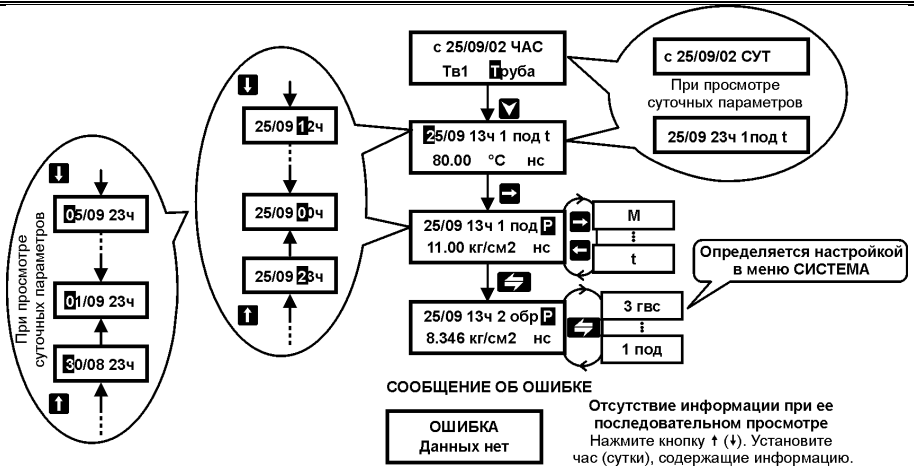 с 25/09/02 ЧАС
Тв1 Труба
25/09 13ч 1 под t
80.00 °C нс
25/09 13ч 1 под Р
11.00 кг/см2 нс
25/09 13ч 2 обр Р
8.346 кг/см2 нс
с 25/09/02 СУТ
При просмотре
суточных параметров
25/09 23ч 1под t
25/09 12ч
25/09 00ч
25/09 23ч
При просмотре
суточных параметров
05/09 23ч
01/09 23ч
30/08 23ч
М
t
Определяется настройкой
в меню СИСТЕМА
3 гвс
1 под
СООБЩЕНИЕ ОБ ОШИБКЕ
ОШИБКА
Данных нет
Отсутствие информации при ее
последовательном просмотре
Нажмите кнопку ↑ (↓). Установите
час (сутки), содержащие информацию.